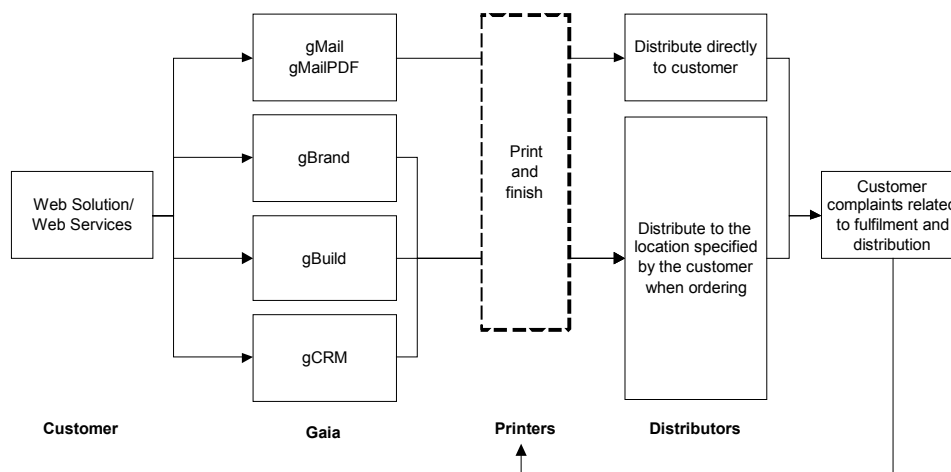 gMail
gMailPDF
Distribute directly
to customer
gBrand
Print
and
finish
Web Solution/
Web Services
Customer
complaints related
to fulfilment and
distribution
Distribute to the
location specified
by the customer
when ordering
gBuild
gCRM
Customer
Gaia
Printers
Distributors